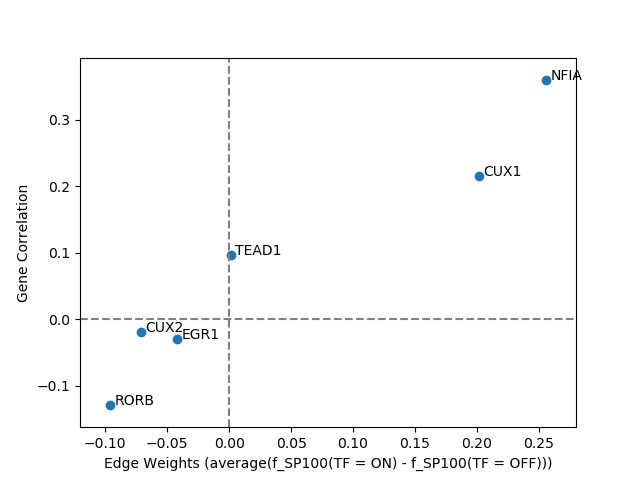 NFIA
0.3
CUX1
0.2
Gene Correlation
TEAD1
0.1
0.0
CUX2
EGR1
−0.1
RORB
−0.10 −0.05 0.00 0.05 0.10 0.15 0.20 0.25
Edge Weights (average(f_SP100(TF = ON) - f_SP100(TF = OFF)))